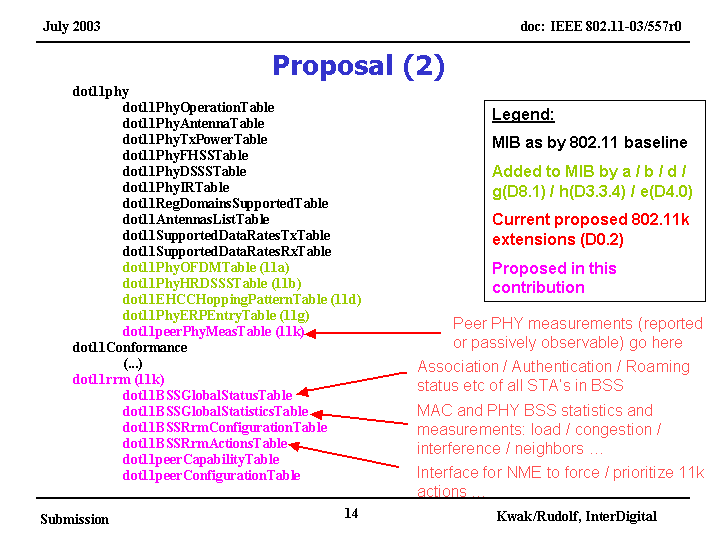 July 2003
doc: IEEE 802.11-03/557r0
Proposal (2)
dot11phy
dot11PhyOperationTable
dot11PhyAntennaTable
dot11PhyTxPowerTable
dot11PhyFHSSTable
dot11PhyDSSSTable
dot11PhyIRTable
dot11RegDomainsSupportedTable
dot11AntennasListTable
dot11SupportedDataRatesTxTable
dot11SupportedDataRatesRxTable
dot11PhyOFDMTable (11a)
dot11PhyHRDSSSTable (11b)
dot11EHCCHoppingPatternTable (11d)
dot11PhyERPEntryTable (11g)
dot11peerPhyMeasTable (11k)
dot11Conformance
(...)
dot11rrm (11k)
dot11BSSGlobalStatusTable
dot11BSSGlobalStatisticsTable
dot11BSSRrmConfigurationTable
dot11BSSRrmActionsTable
dot11peerCapabilityTable
dot11peerConfigurationTable
Legend:
MIB as by 802.11 baseline
Added to MIB by a / b / d /
g(D8.1) / h(D3.3.4) / e(D4.0)
Current proposed 802.11k
extensions (D0.2)
Proposed in this
contribution
Peer PHY measurements (reported
or passively observable) go here
Association / Authentication / Roaming
status etc of all STA's in BSS
MAC and PHY BSS statistics and
measurements: load / congestion /
interference / neighbors …
Interface for NME to force / prioritize 11k
actions …
Submission
14
Kwak/Rudolf, InterDigital